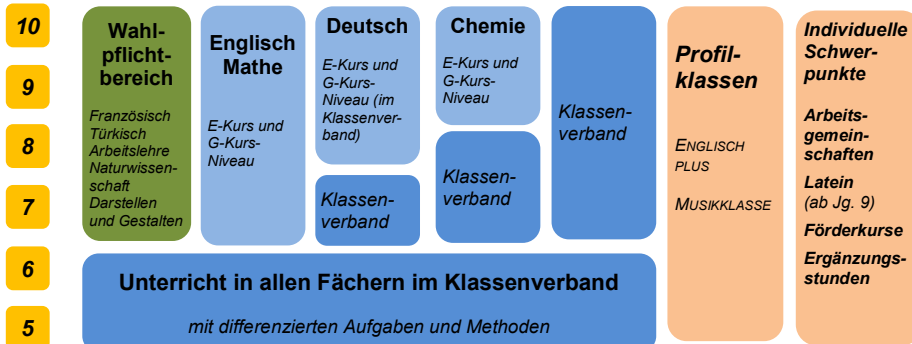 10
9
8
7
6
5
Wahl-
pflicht-
bereich
Französisch
Türkisch
Arbeitslehre
Naturwissen-
schaft
Darstellen
und Gestalten
Englisch
Mathe
E-Kurs und
G-Kurs-
Niveau
Deutsch
E-Kurs und
G-Kurs-
Niveau (im
Klassenver-
band)
Klassen-
verband
Chemie
E-Kurs und
G-Kurs-
Niveau
Klassen-
verband
Klassen-
verband
Unterricht in allen Fächern im Klassenverband
mit differenzierten Aufgaben und Methoden
Profil-
klassen
ENGLISCH
PLUS
MUSIKKLASSE
Individuelle
Schwer-
punkte
Arbeits-
gemein-
schaften
Latein
(ab Jg. 9)
Förderkurse
Ergänzungs-
stunden